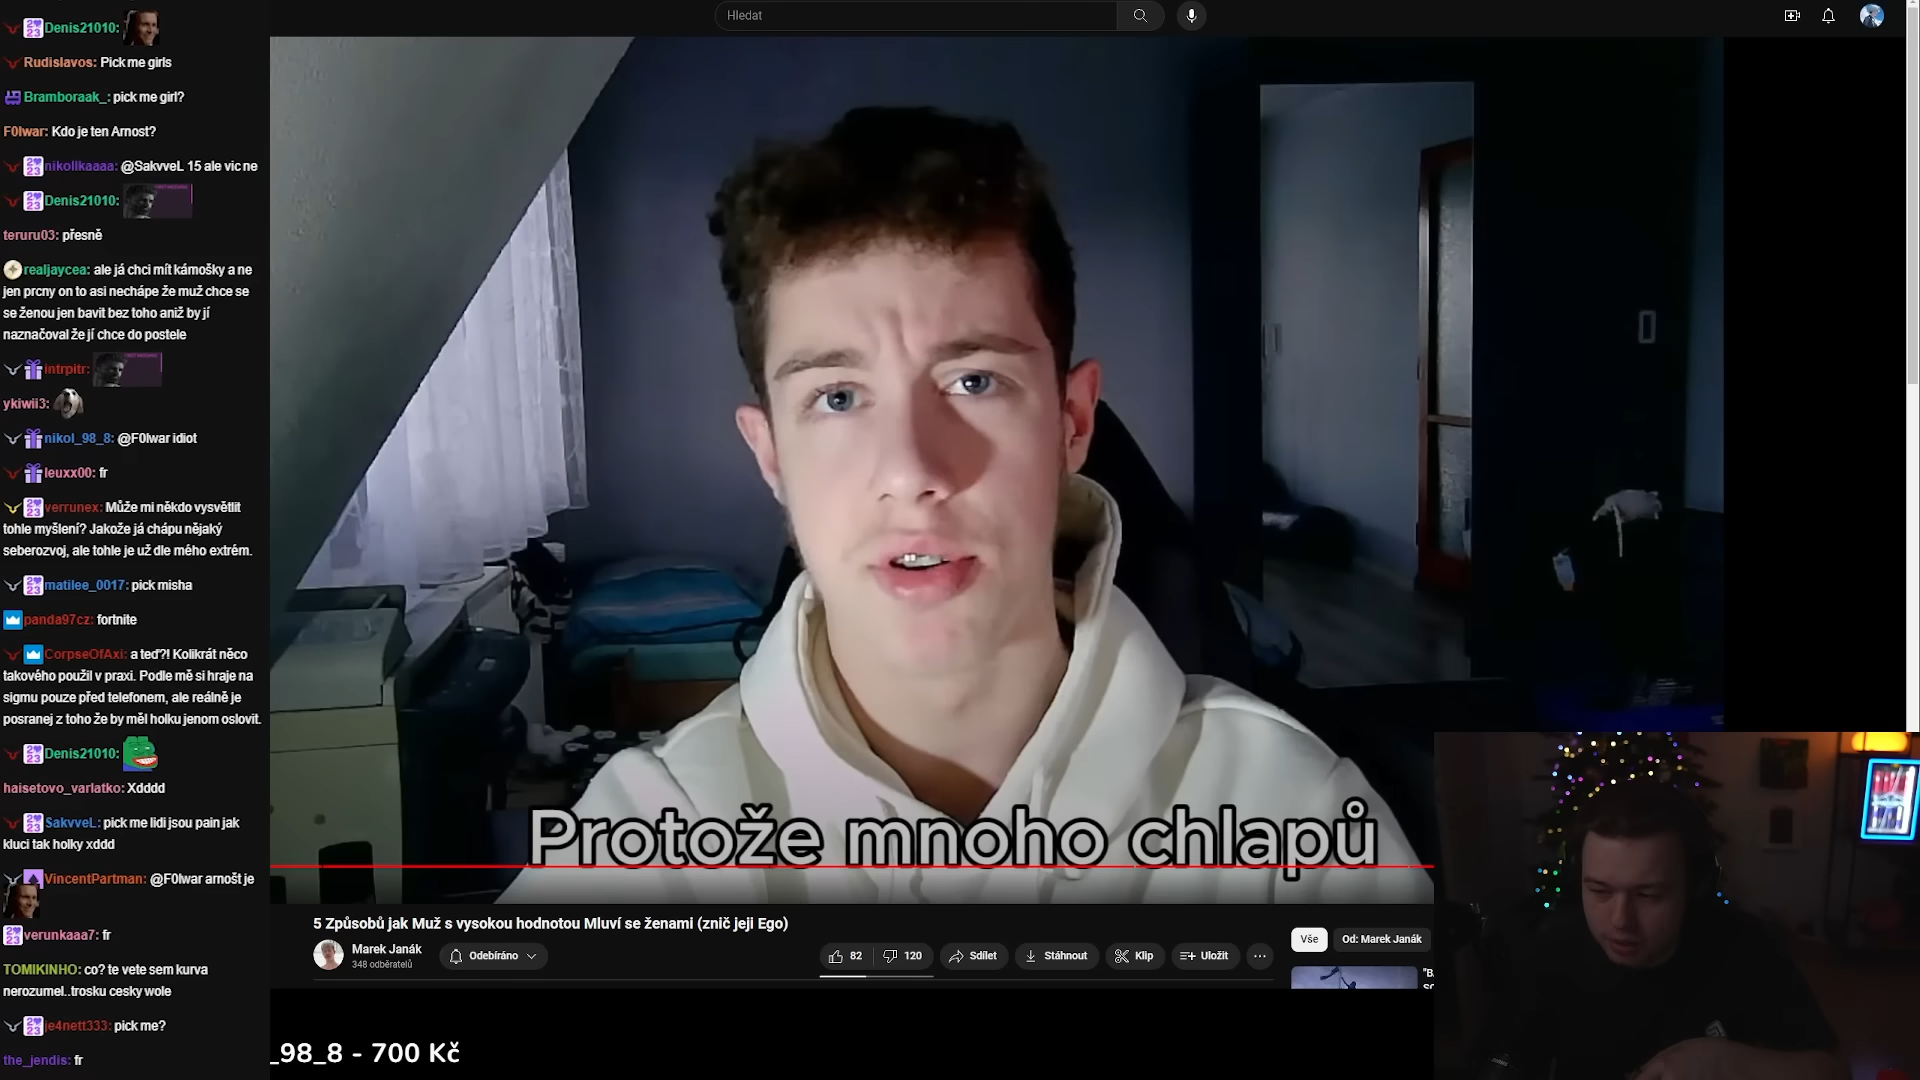 Hledat
Denis21010:
Rudislavos: Pick me girls
Bramboraak_: pick me girl?
F0lwar: Kdo je ten Arnost?
nikollkaaaa: @SakvveL 15 ale vic ne
Denis21010:
teruru03: přesně
realjaycea: ale já chci mít kámošky a ne
jen prcny on to asi nechápe že muž chce se
se ženou jen bavit bez toho aniž by jí
naznačoval že jí chce do postele
intrpitr:
ykiwii3:
nikol_98_8: @F0lwar idiot
leuxx00: fr
verrunex: Může mi někdo vysvětlit
tohle myšlení? Jakože já chápu nějaký
seberozvoj, ale tohle je už dle mého extrém.
matilee_0017: pick misha
panda97cz: fortnite
CorpseOfAxi: a teď?! Kolikrát něco
takového použil v praxi. Podle mě si hraje na
sigmu pouze před telefonem, ale reálně je
posranej z toho že by měl holku jenom oslovit.
Denis21010:
haisetovo_varlatko: Xdddd
SakvveL: pick me lidi jsou pain jak
kluci tak holky xddd
VincentPartman: @F0lwar arnošt je
verunkaaa7: fr
TOMIKINHO: co? te vete sem kurva
nerozumel..trosku cesky wole
je4nett333: pick me?
the_jendis: fr
Protože mnoho chlapů
5 Způsobů jak Muž s vysokou hodnotou Mluví se ženami (znič jeji Ego)
Marek Janák
348 odběratelů
Odebíráno
82
120
Sdílet
Stáhnout
Klip
Uložit
Vše
Od: Marek Janák
_98_8 - 700 Kč